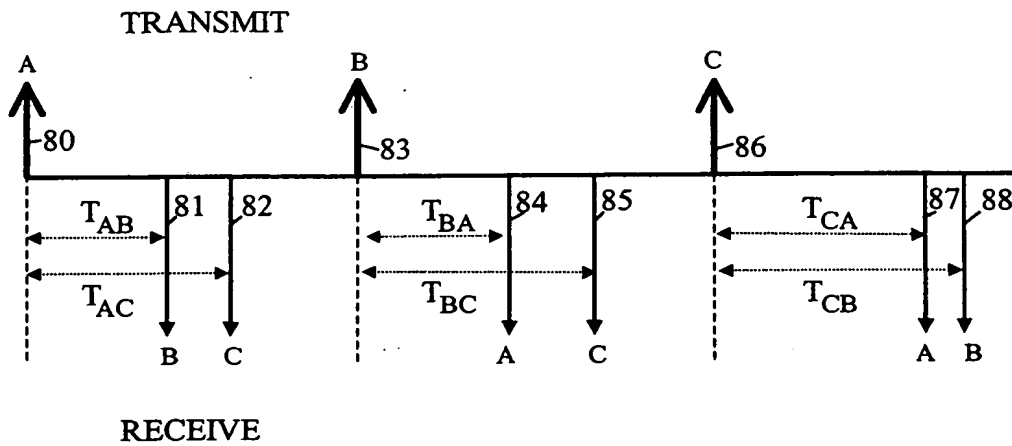 TRANSMIT
A B C
80 83 86
81 82 84 85 87 88
T_AB T_BA T_CA
T_AC T_BC T_CB
B C A C A B
RECEIVE